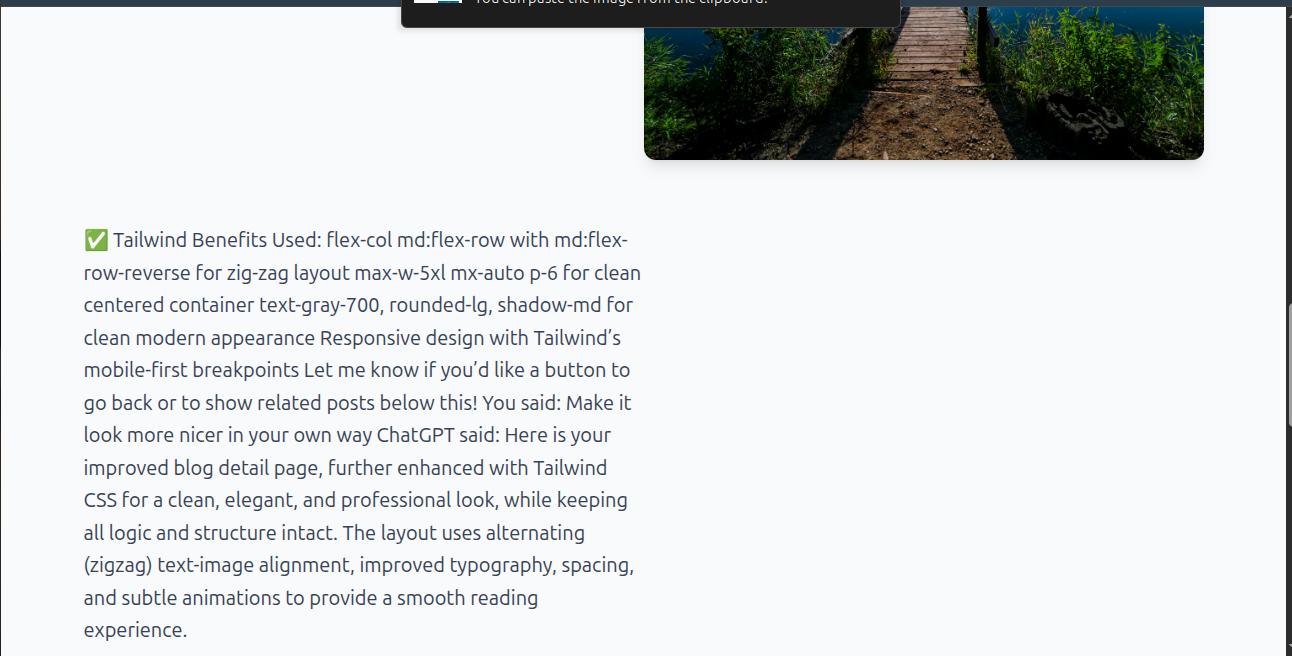 You can paste the image from the clipboard.
✅ Tailwind Benefits Used: flex-col md:flex-row with md:flex-
row-reverse for zig-zag layout max-w-5xl mx-auto p-6 for clean
centered container text-gray-700, rounded-lg, shadow-md for
clean modern appearance Responsive design with Tailwind’s
mobile-first breakpoints Let me know if you’d like a button to
go back or to show related posts below this! You said: Make it
look more nicer in your own way ChatGPT said: Here is your
improved blog detail page, further enhanced with Tailwind
CSS for a clean, elegant, and professional look, while keeping
all logic and structure intact. The layout uses alternating
(zigzag) text-image alignment, improved typography, spacing,
and subtle animations to provide a smooth reading
experience.